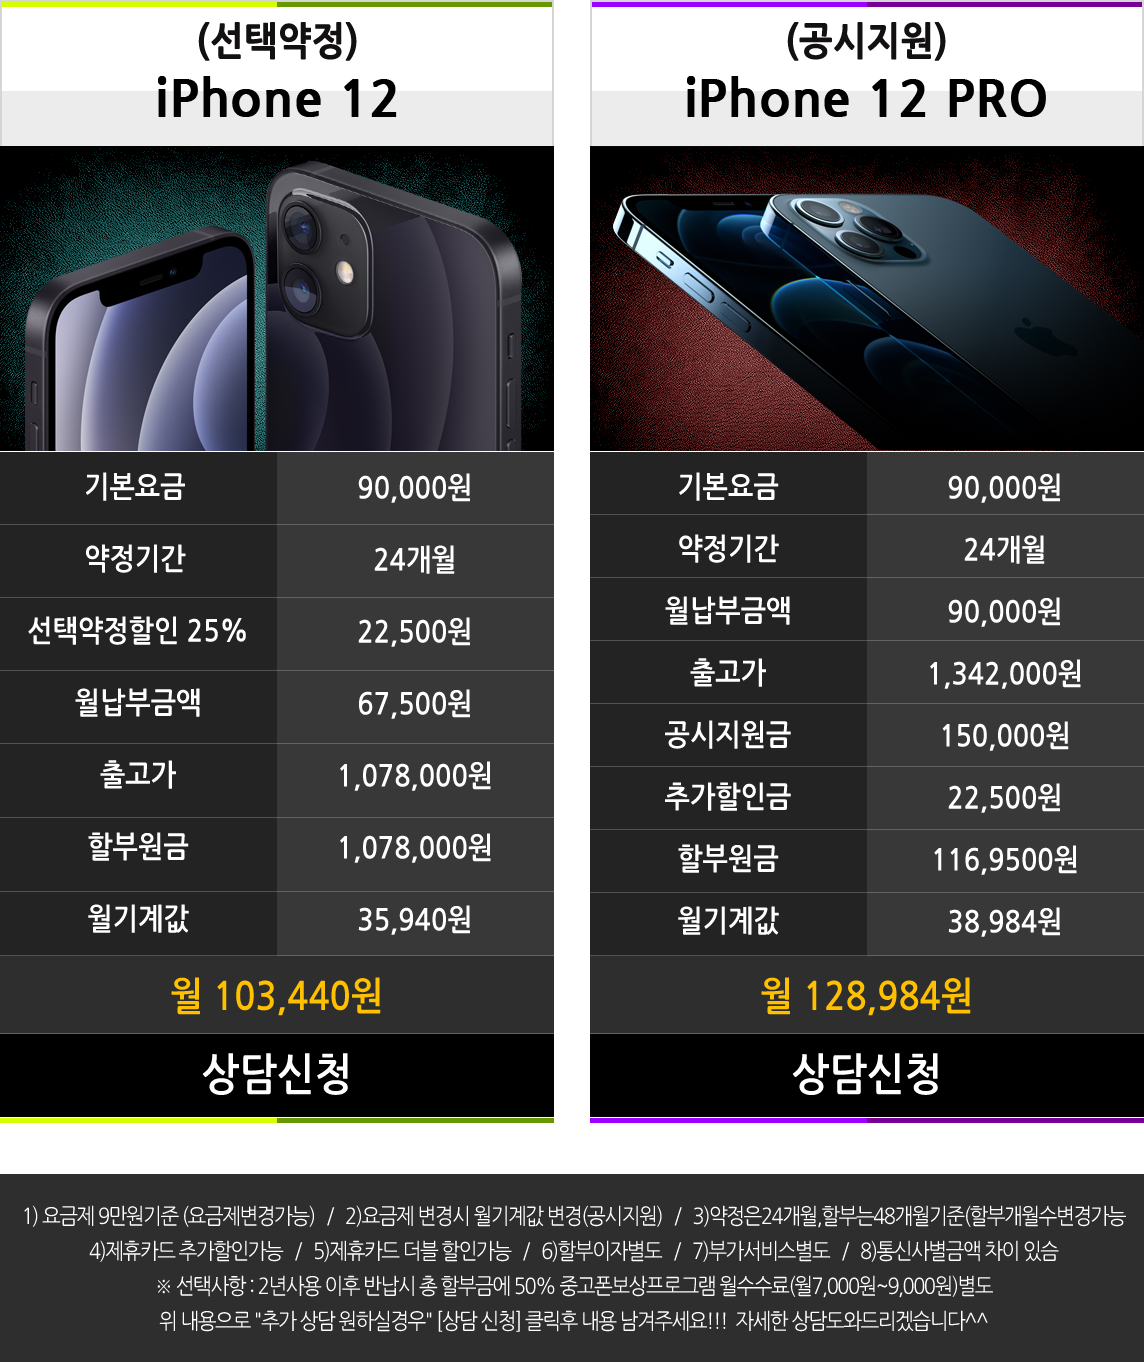 (선택약정)
iPhone 12
기본요금 90,000원
약정기간 24개월
선택약정할인 25% 22,500원
월납부금액 67,500원
출고가 1,078,000원
할부원금 1,078,000원
월기계값 35,940원
월 103,440원
상담신청
(공시지원)
iPhone 12 PRO
기본요금 90,000원
약정기간 24개월
월납부금액 90,000원
출고가 1,342,000원
공시지원금 150,000원
추가할인금 22,500원
할부원금 116,9500원
월기계값 38,984원
월 128,984원
상담신청
1) 요금제 9만원기준 (요금제변경가능) / 2)요금제 변경시 월기계값 변경(공시지원) / 3)약정은24개월,할부는48개월기준(할부개월수변경가능
4)제휴카드 추가할인가능 / 5)제휴카드 더블 할인가능 / 6)할부이자별도 / 7)부가서비스별도 / 8)통신사별금액 차이 있슴
※ 선택사항 : 2년사용 이후 반납시 총 할부금에 50% 중고폰보상프로그램 월수수료(월7,000원~9,000원)별도
위 내용으로 "추가 상담 원하실경우" [상담 신청] 클릭후 내용 남겨주세요!!! 자세한 상담도와드리겠습니다^^